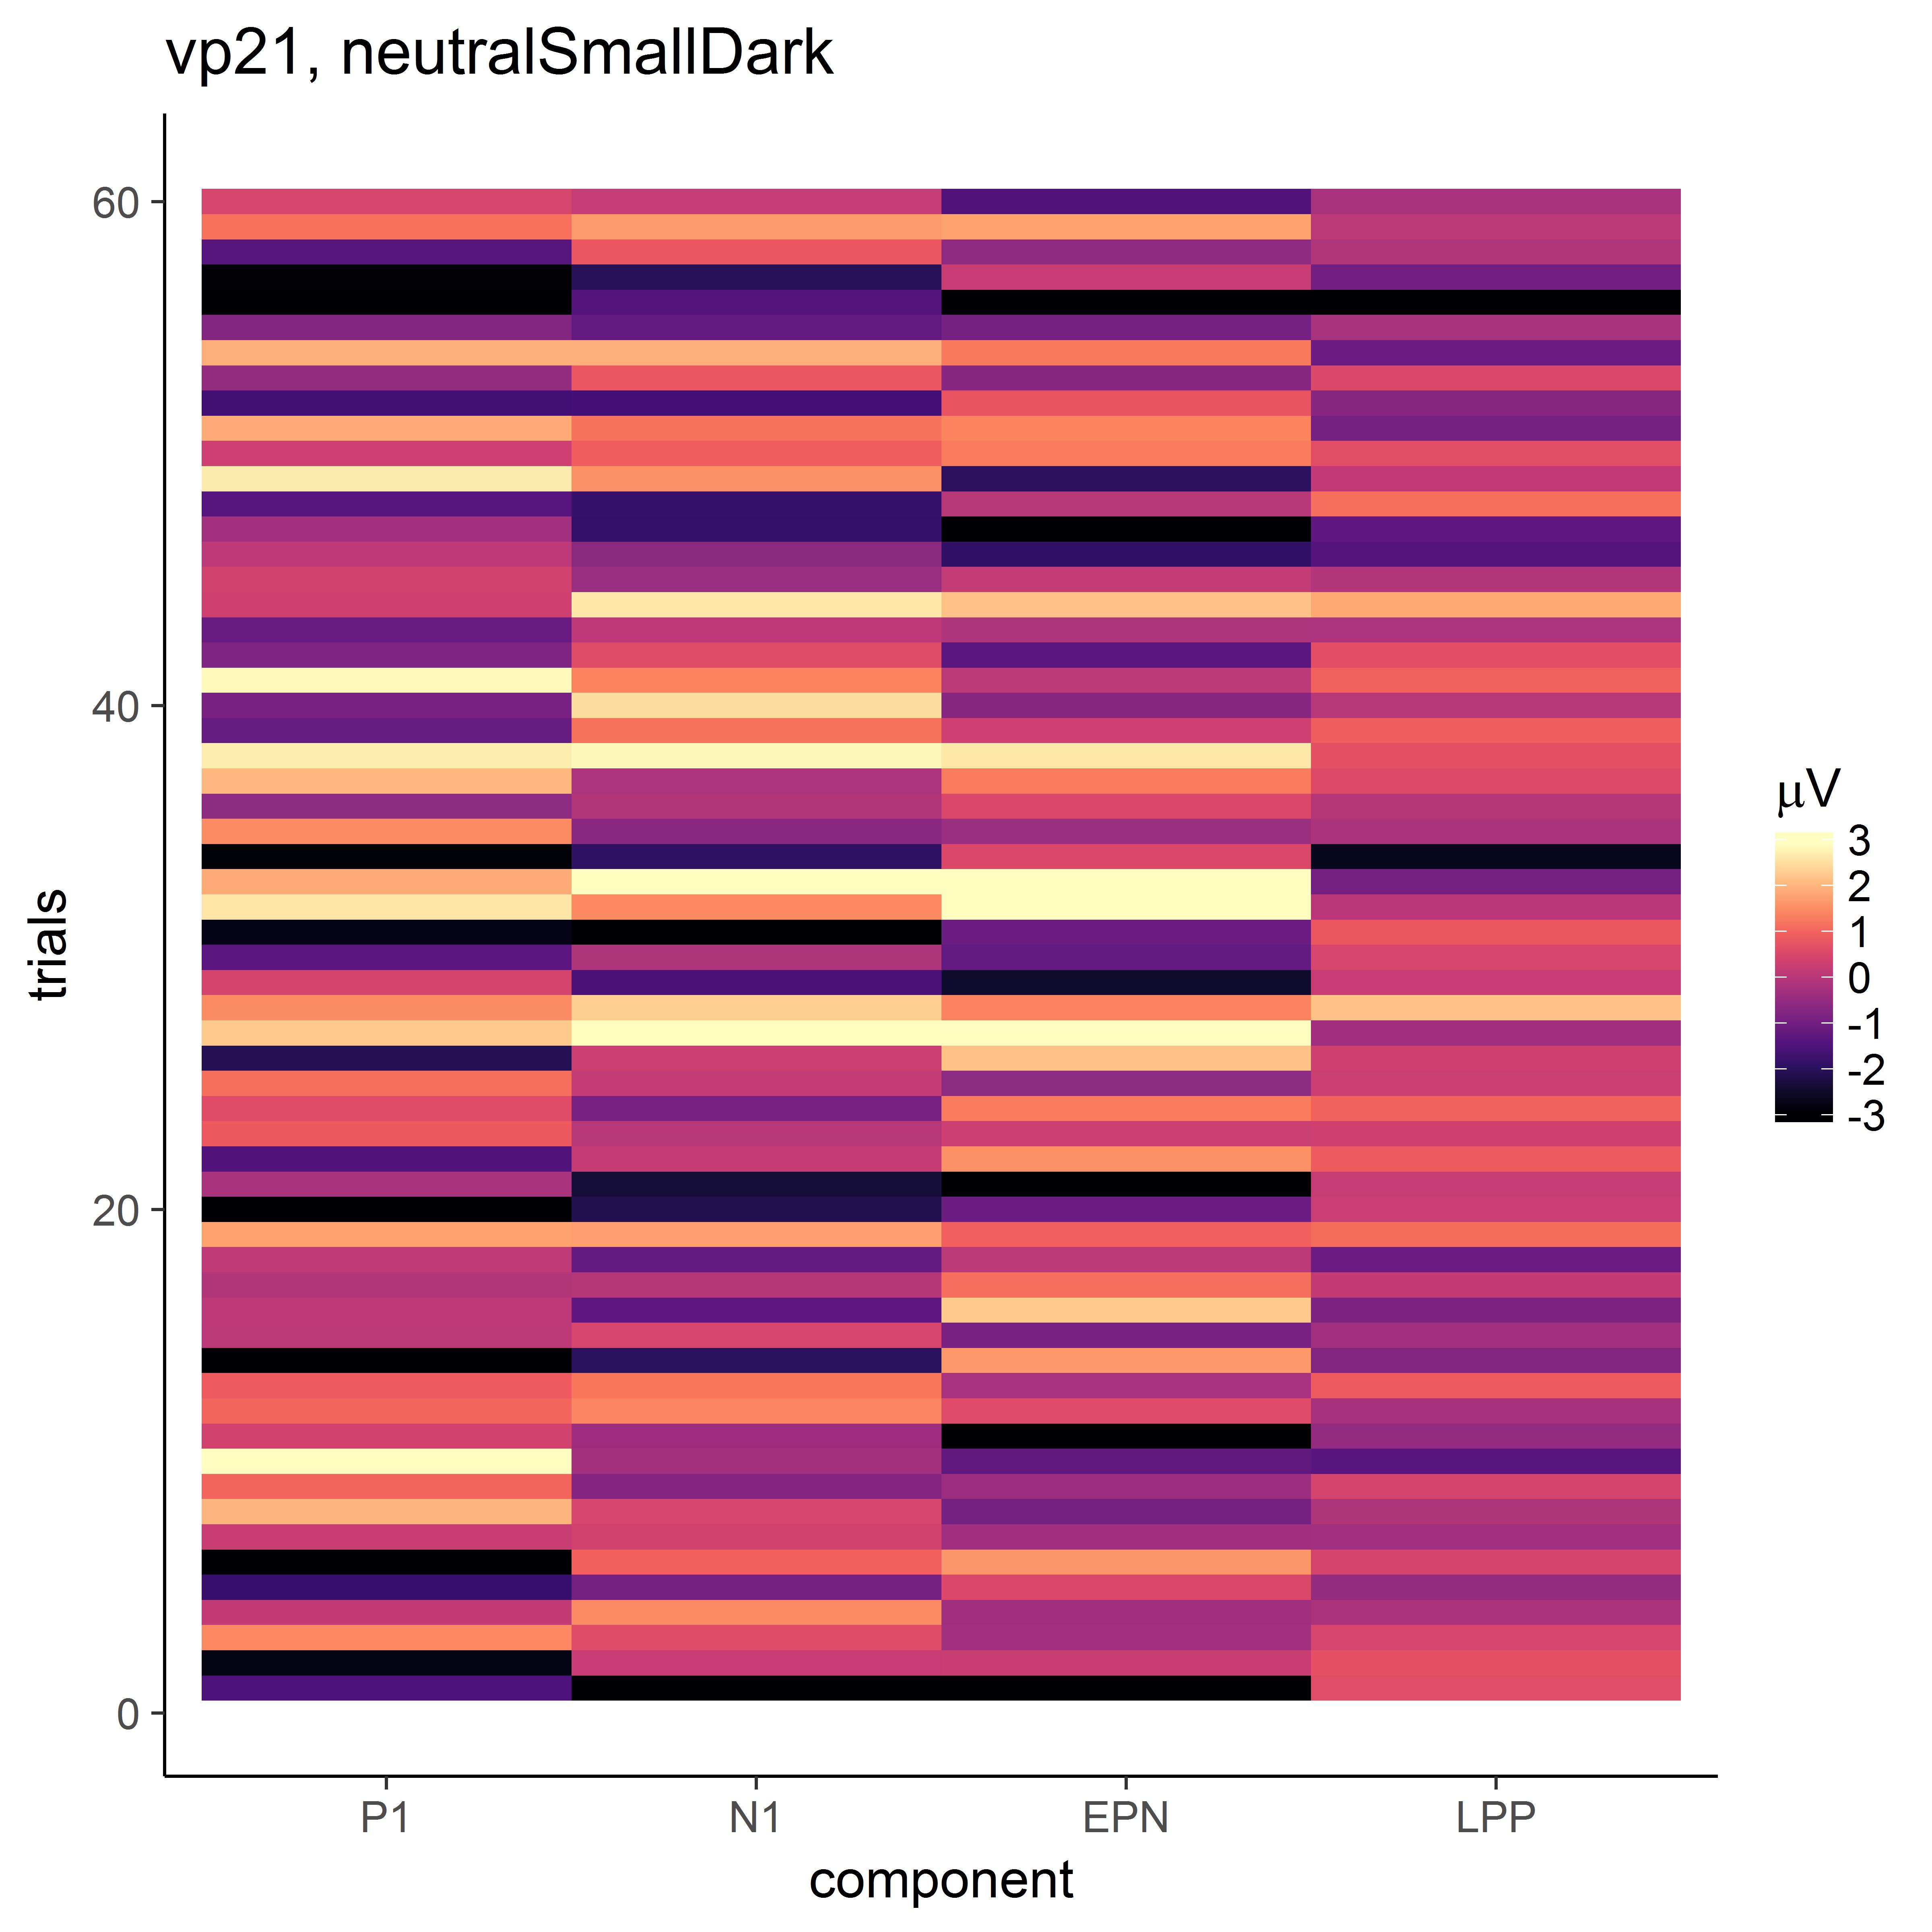 vp21, neutralSmallDark
60
40
20
0
trials
P1 N1 EPN LPP
component
μV
3
2
1
0
-1
-2
-3